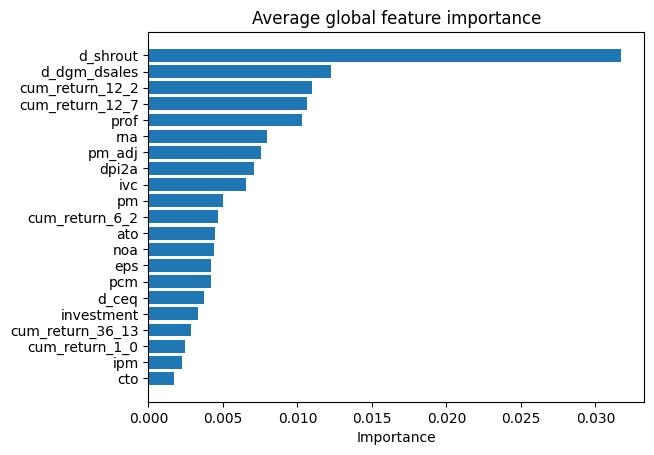 Average global feature importance
d_shrout
d_dgm_dsales
cum_return_12_2
cum_return_12_7
prof
rna
pm_adj
dpi2a
ivc
pm
cum_return_6_2
ato
noa
eps
pcm
d_ceq
investment
cum_return_36_13
cum_return_1_0
ipm
cto
0.000 0.005 0.010 0.015 0.020 0.025 0.030
Importance